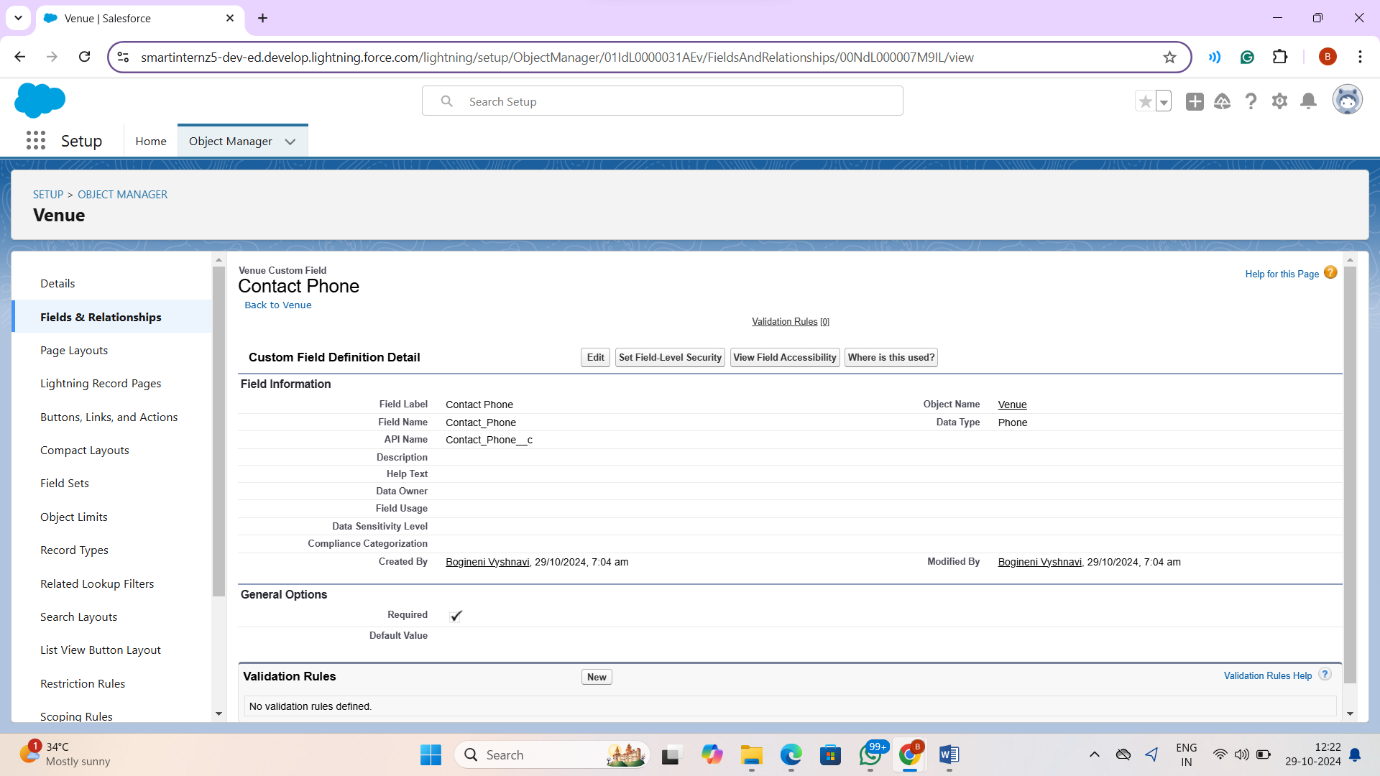 Venue | Salesforce
smartinternz5-dev-ed.develop.lightning.force.com/lightning/setup/ObjectManager/01IdL0000031AEv/FieldsAndRelationships/00NdL000007M9IL/view
B
Search Setup
Setup
Home
Object Manager
SETUP > OBJECT MANAGER
Venue
Details
Fields & Relationships
Page Layouts
Lightning Record Pages
Buttons, Links, and Actions
Compact Layouts
Field Sets
Object Limits
Record Types
Related Lookup Filters
Search Layouts
List View Button Layout
Restriction Rules
Scoping Rules
Venue Custom Field
Contact Phone
Back to Venue
Help for this Page ?
Validation Rules [0]
Custom Field Definition Detail
Edit Set Field-Level Security View Field Accessibility Where is this used?
Field Information
Field Label Contact Phone Object Name Venue
Field Name Contact_Phone Data Type Phone
API Name Contact_Phone__c
Description
Help Text
Data Owner
Field Usage
Data Sensitivity Level
Compliance Categorization
Created By Bogineni Vyshnavi, 29/10/2024, 7:04 am Modified By Bogineni Vyshnavi, 29/10/2024, 7:04 am
General Options
Required ✓
Default Value
Validation Rules New Validation Rules Help ?
No validation rules defined.
1
34°C
Mostly sunny
Search
99+
8
ENG
IN
12:22
29-10-2024